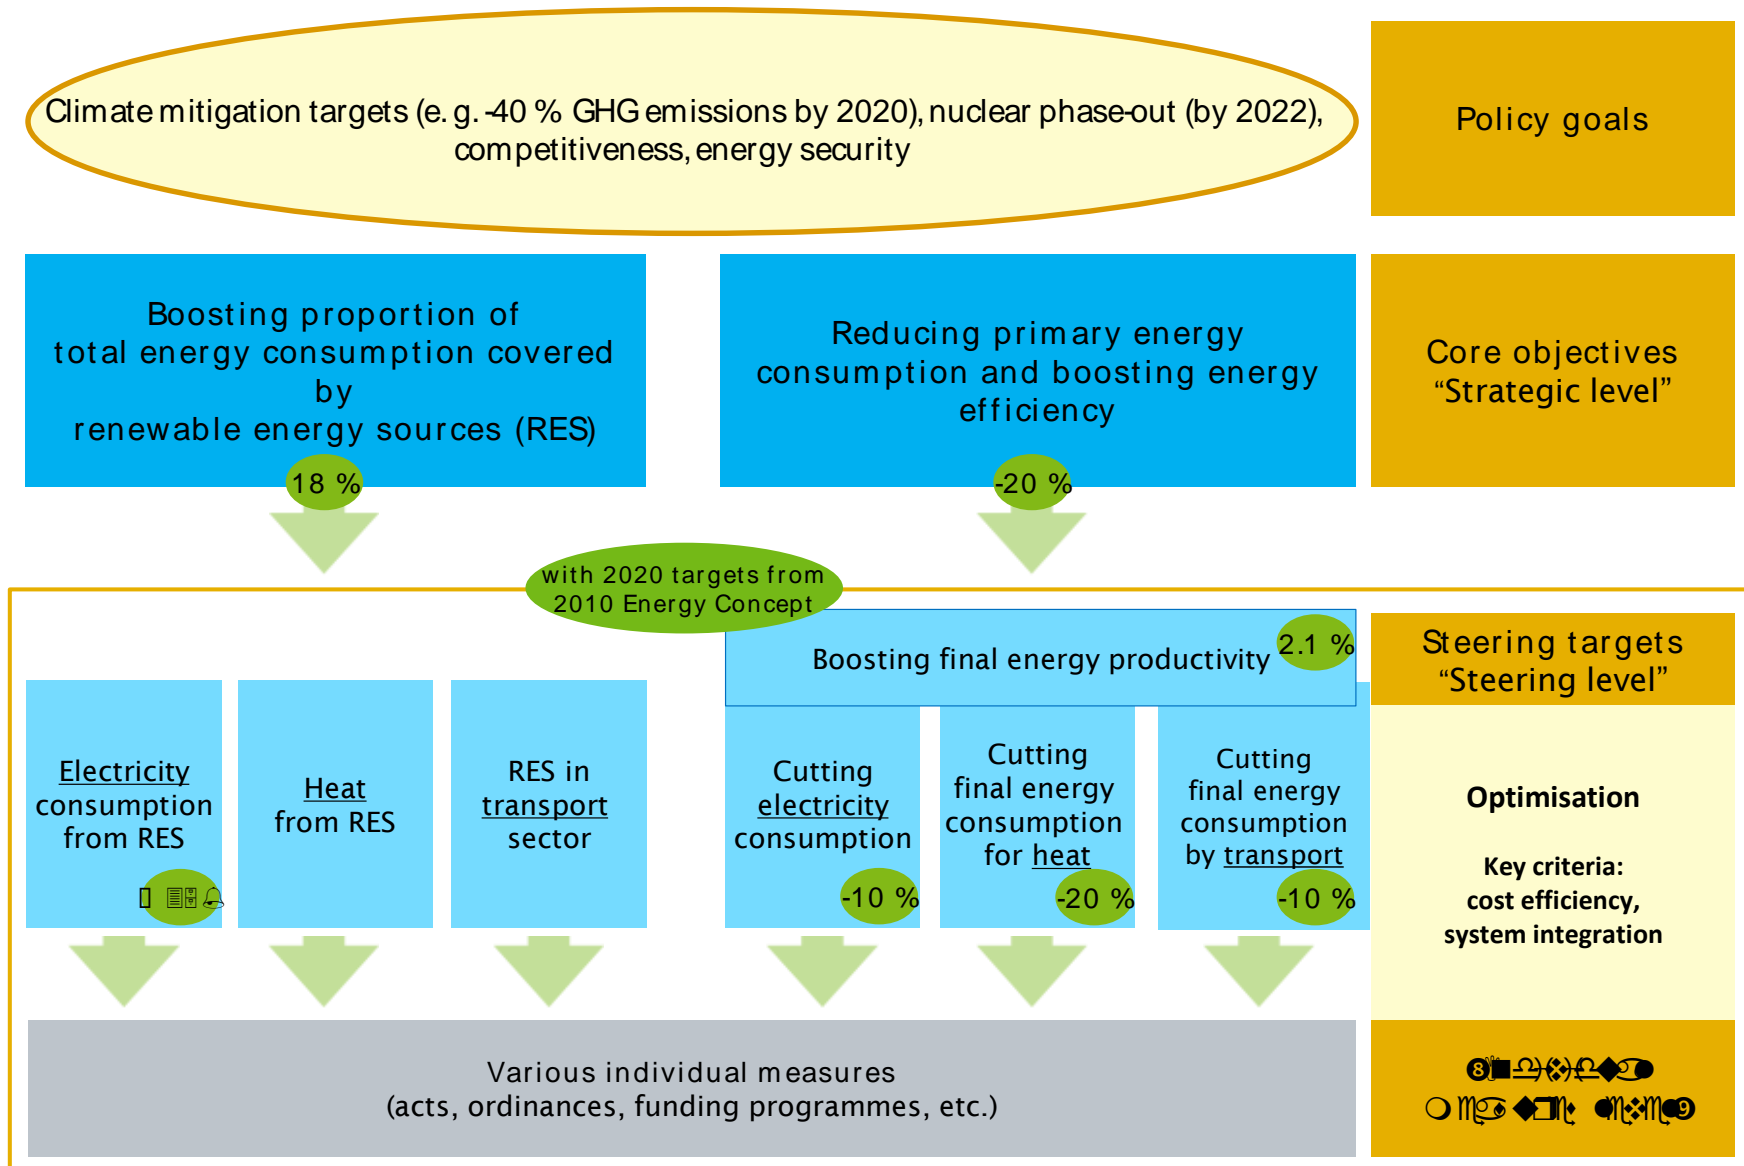 Climate mitigation targets (e. g. -40 % GHG emissions by 2020), nuclear phase-out (by 2022),
competitiveness, energy security
Policy goals
Boosting proportion of
total energy consumption covered
by
renewable energy sources (RES)
18 %
Reducing primary energy
consumption and boosting energy
efficiency
-20 %
Core objectives
“Strategic level”
with 2020 targets from
2010 Energy Concept
Boosting final energy productivity
2.1 %
Steering targets
“Steering level”
Electricity
consumption
from RES
Heat
from RES
RES in
transport
sector
Cutting
electricity
consumption
-10 %
Cutting
final energy
consumption
for heat
-20 %
Cutting
final energy
consumption
by transport
-10 %
Optimisation
Key criteria:
cost efficiency,
system integration
Various individual measures
(acts, ordinances, funding programmes, etc.)